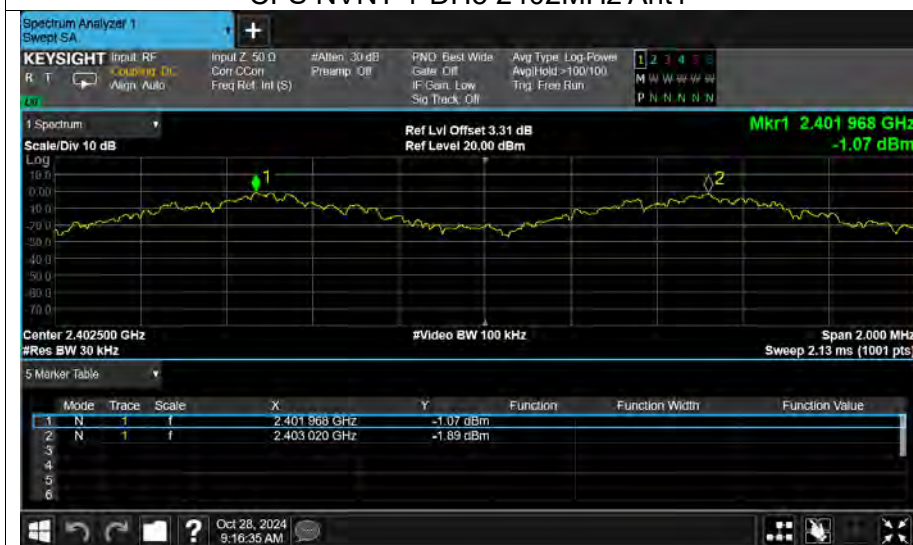 CFS NVNT 1-DH5 2402MHz Ant1
Spectrum Analyzer 1
Swept SA
+
KEYSIGHT Input: RF Input Z: 50 Ω #Atten: 30 dB PNO: Best Wide Avg Type: Log-Power 1 2 3 4 5 6
R T Coupling: DC Corr CCorr Preamp: Off Gate: Off Avg|Hold: >100/100 M W W W W W
Align: Auto Freq Ref: Int (S) IF Gain: Low Trig: Free Run
Sig Track: Off P N N N N N
1 Spectrum Ref Lvl Offset 3.31 dB Mkr1 2.401 968 GHz
Scale/Div 10 dB Ref Level 20.00 dBm -1.07 dBm
Log
10.0
0.00
-10.0
-20.0
-30.0
-40.0
-50.0
-60.0
-70.0
1
2
Center 2.402500 GHz #Video BW 100 kHz Span 2.000 MHz
#Res BW 30 kHz Sweep 2.13 ms (1001 pts)
5 Marker Table
Mode Trace Scale X Y Function Function Width Function Value
1 N 1 f 2.401 968 GHz -1.07 dBm
2 N 1 f 2.403 020 GHz -1.89 dBm
3
4
5
6
? Oct 28, 2024
9:16:35 AM